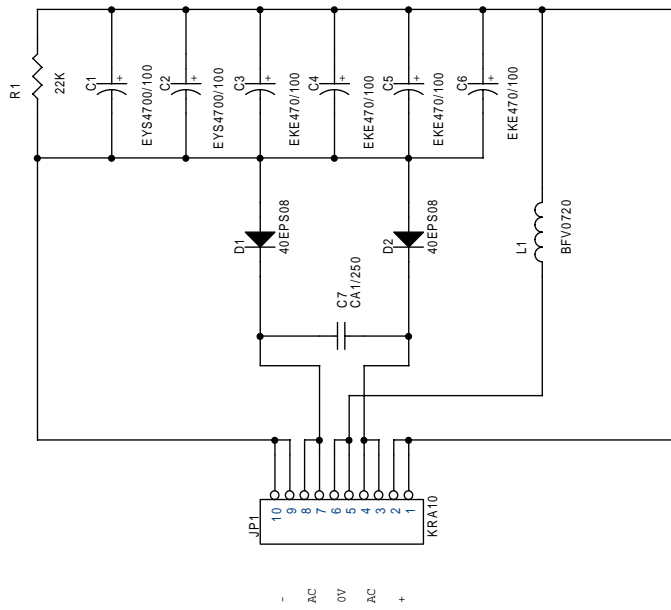 R1
22K
C1
EYS4700/100
C2
EYS4700/100
C3
EKE470/100
C4
EKE470/100
C5
EKE470/100
C6
EKE470/100
D1
40EPS08
D2
40EPS08
L1
BFV0720
C7
CA1/250
JP1
10
9
8
7
6
5
4
3
2
1
KRA10
-
AC
0V
AC
+